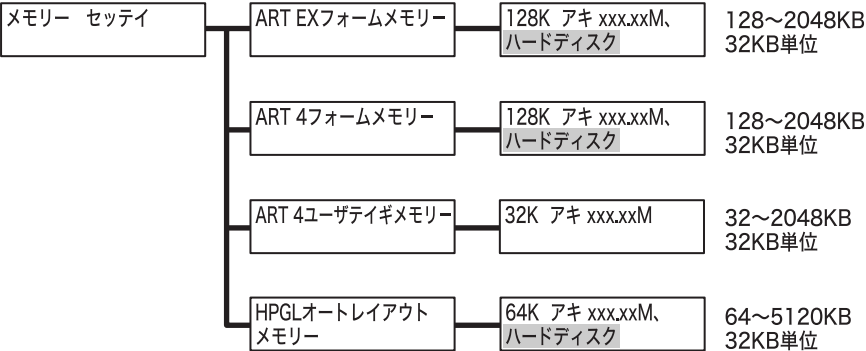 メモリー セッテイ
ART EXフォームメモリー
128K アキ xxx.xxM、
ハードディスク
128～2048KB
32KB単位
ART 4フォームメモリー
128K アキ xxx.xxM、
ハードディスク
128～2048KB
32KB単位
ART 4ユーザテイギメモリー
32K アキ xxx.xxM
32～2048KB
32KB単位
HPGLオートレイアウト
メモリー
64K アキ xxx.xxM、
ハードディスク
64～5120KB
32KB単位